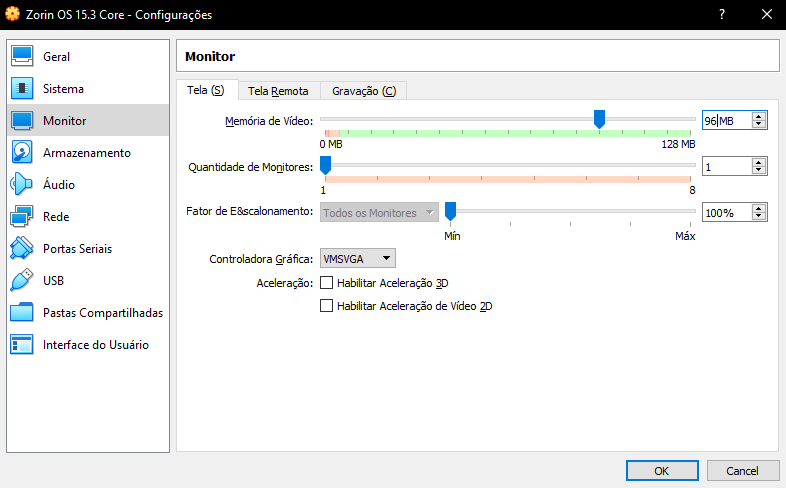 Zorin OS 15.3 Core - Configurações ?
Geral
Sistema
Monitor
Armazenamento
Áudio
Rede
Portas Seriais
USB
Pastas Compartilhadas
Interface do Usuário
Monitor
Tela (S) Tela Remota Gravação (C)
Memória de Vídeo: 96 MB
0 MB 128 MB
Quantidade de Monitores: 1
1 8
Fator de E&scalonamento: Todos os Monitores 100%
Mín Máx
Controladora Gráfica: VMSVGA
Aceleração: Habilitar Aceleração 3D
Habilitar Aceleração de Vídeo 2D
OK Cancel